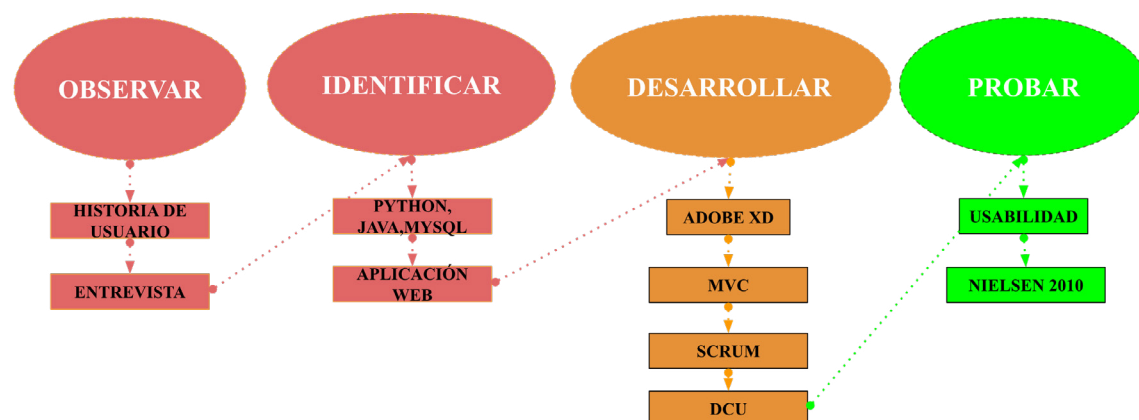 OBSERVAR
HISTORIA DE
USUARIO
ENTREVISTA
IDENTIFICAR
PYTHON,
JAVA,MYSQL
APLICACIÓN
WEB
DESARROLLAR
ADOBE XD
MVC
SCRUM
DCU
PROBAR
USABILIDAD
NIELSEN 2010